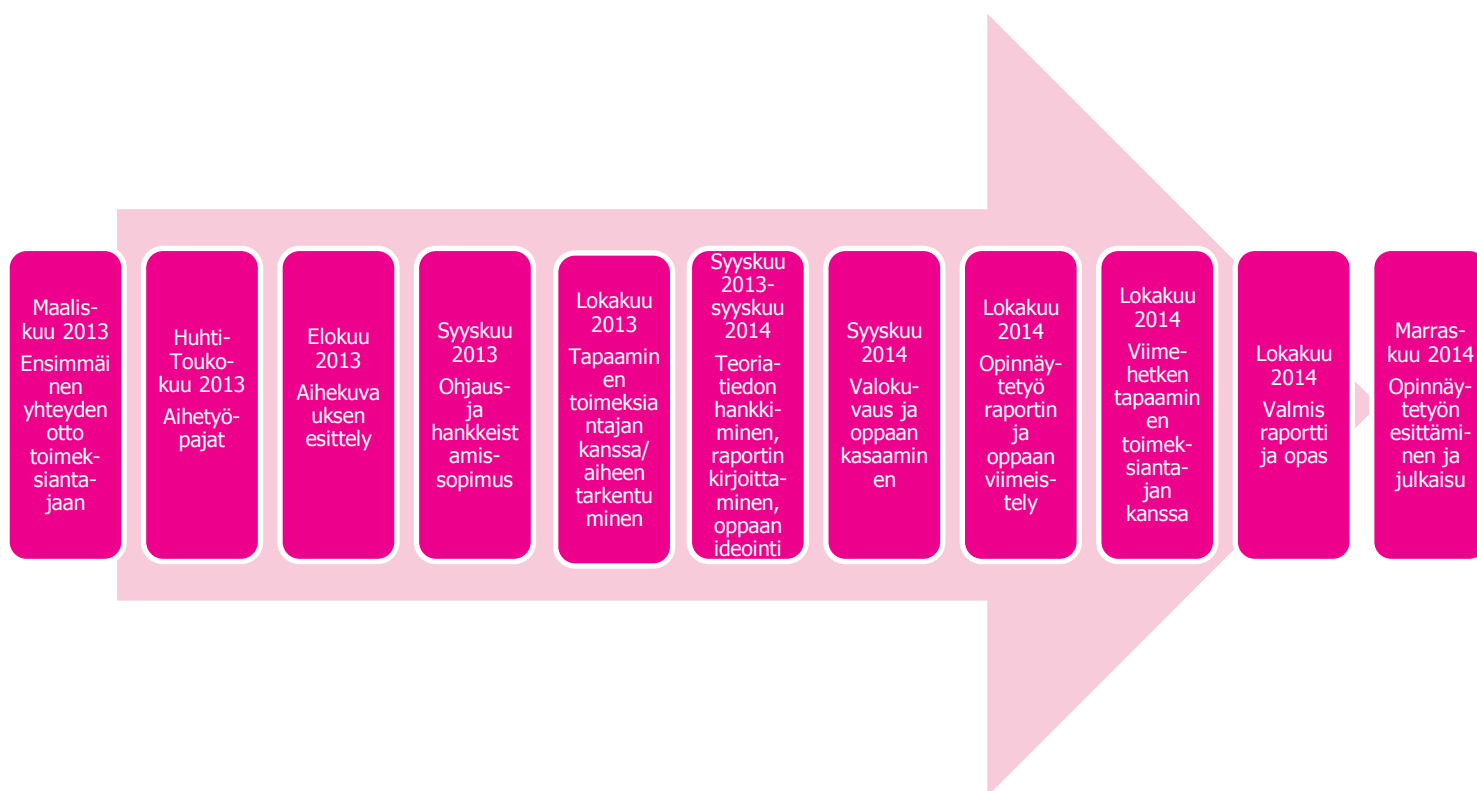 Maalis-
kuu 2013
Ensimmäi
nen
yhteyden
otto
toimek-
sianta-
jaan
Huhti-
Touko-
kuu 2013
Aihetyö-
pajat
Elokuu
2013
Aihekuva
uksen
esittely
Syyskuu
2013
Ohjaus-
ja
hankkeist
amis-
sopimus
Lokakuu
2013
Tapaamin
en
toimeksia
ntajan
kanssa/
aiheen
tarkentu
minen
Syyskuu
2013-
syyskuu
2014
Teoria-
tiedon
hankki-
minen,
raportin
kirjoitta-
minen,
oppaan
ideointi
Syyskuu
2014
Valoku-
vaus ja
oppaan
kasaamin
en
Lokakuu
2014
Opinnäy-
tetyö
raportin
ja
oppaan
viimeis-
tely
Lokakuu
2014
Viime-
hetken
tapaamin
en
toimek-
sianta-
jan
kanssa
Lokakuu
2014
Valmis
raportti
ja opas
Marras-
kuu 2014
Opinnäy-
tetyön
esittämi-
nen ja
julkaisu